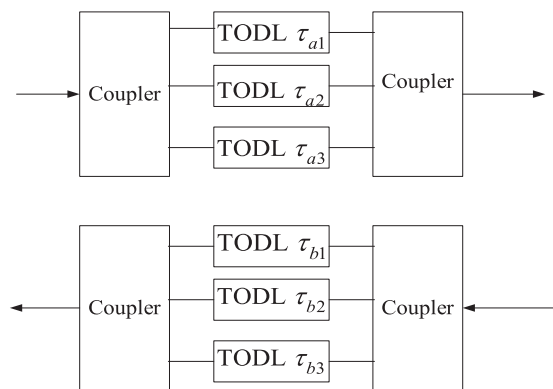 TODL τa1
Coupler
TODL τa2
Coupler
TODL τa3
TODL τb1
Coupler
TODL τb2
Coupler
TODL τb3